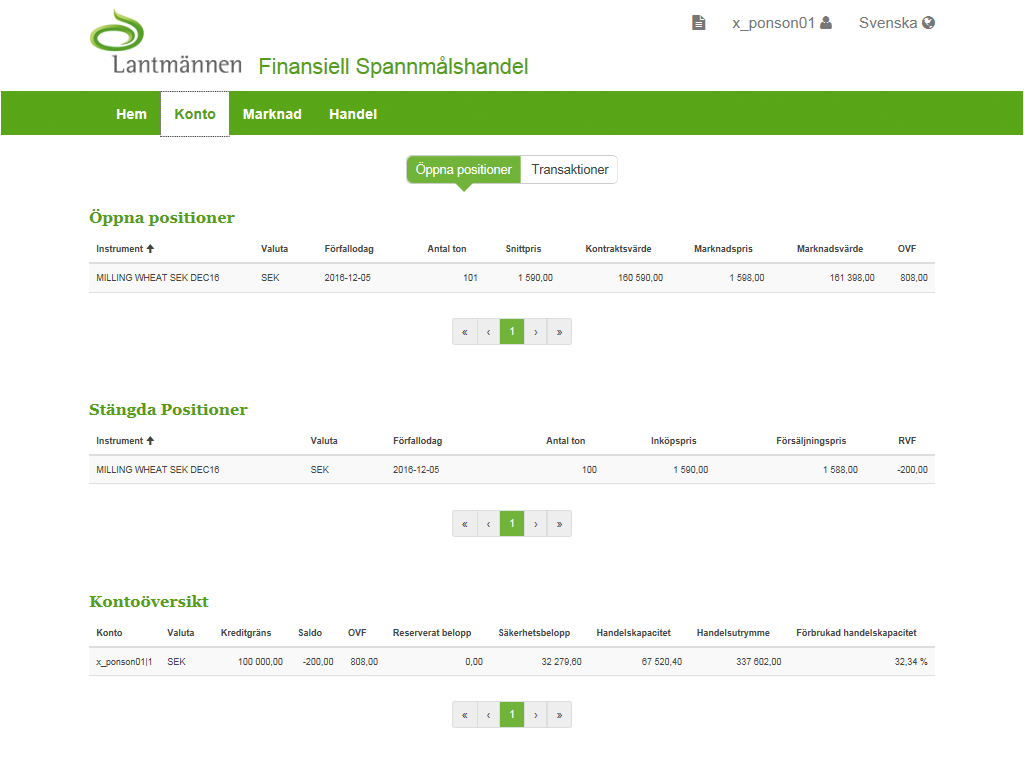 x_ponson01 Svenska
Lantmännen Finansiell Spannmålshandel
Hem Konto Marknad Handel
Öppna positioner Transaktioner
Öppna positioner
Instrument Valuta Förfallodag Antal ton Snittpris Kontraktsvärde Marknadspris Marknadsvärde OVF
MILLING WHEAT SEK DEC16 SEK 2016-12-05 101 1 590,00 160 590,00 1 598,00 161 398,00 808,00
« ‹ 1 › »
Stängda Positioner
Instrument Valuta Förfallodag Antal ton Inköpspris Försäljningspris RVF
MILLING WHEAT SEK DEC16 SEK 2016-12-05 100 1 590,00 1 588,00 -200,00
« ‹ 1 › »
Kontoöversikt
Konto Valuta Kreditgräns Saldo OVF Reserverat belopp Säkerhetsbelopp Handelskapacitet Handelsutrymme Förbrukad handelskapacitet
x_ponson01|1 SEK 100 000,00 -200,00 808,00 0,00 32 279,60 67 520,40 337 602,00 32,34 %
« ‹ 1 › »